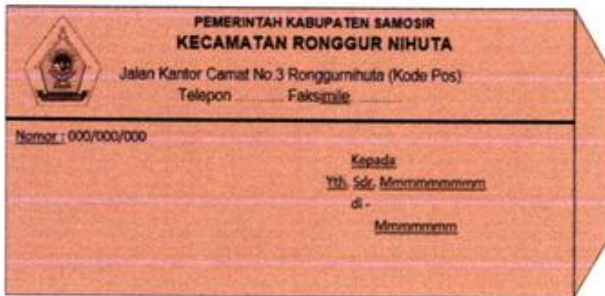 PEMERINTAH KABUPATEN SAMOSIR
KECAMATAN RONGGUR NIHUTA
Jalan Kantor Camat No.3 Ronggurnihuta (Kode Pos)
Telepon ............ Faksimile ............
Nomor : 000/000/000
Kepada
Yth. Sdr. Mmmmmmmmm
di -
Mmmmmmm